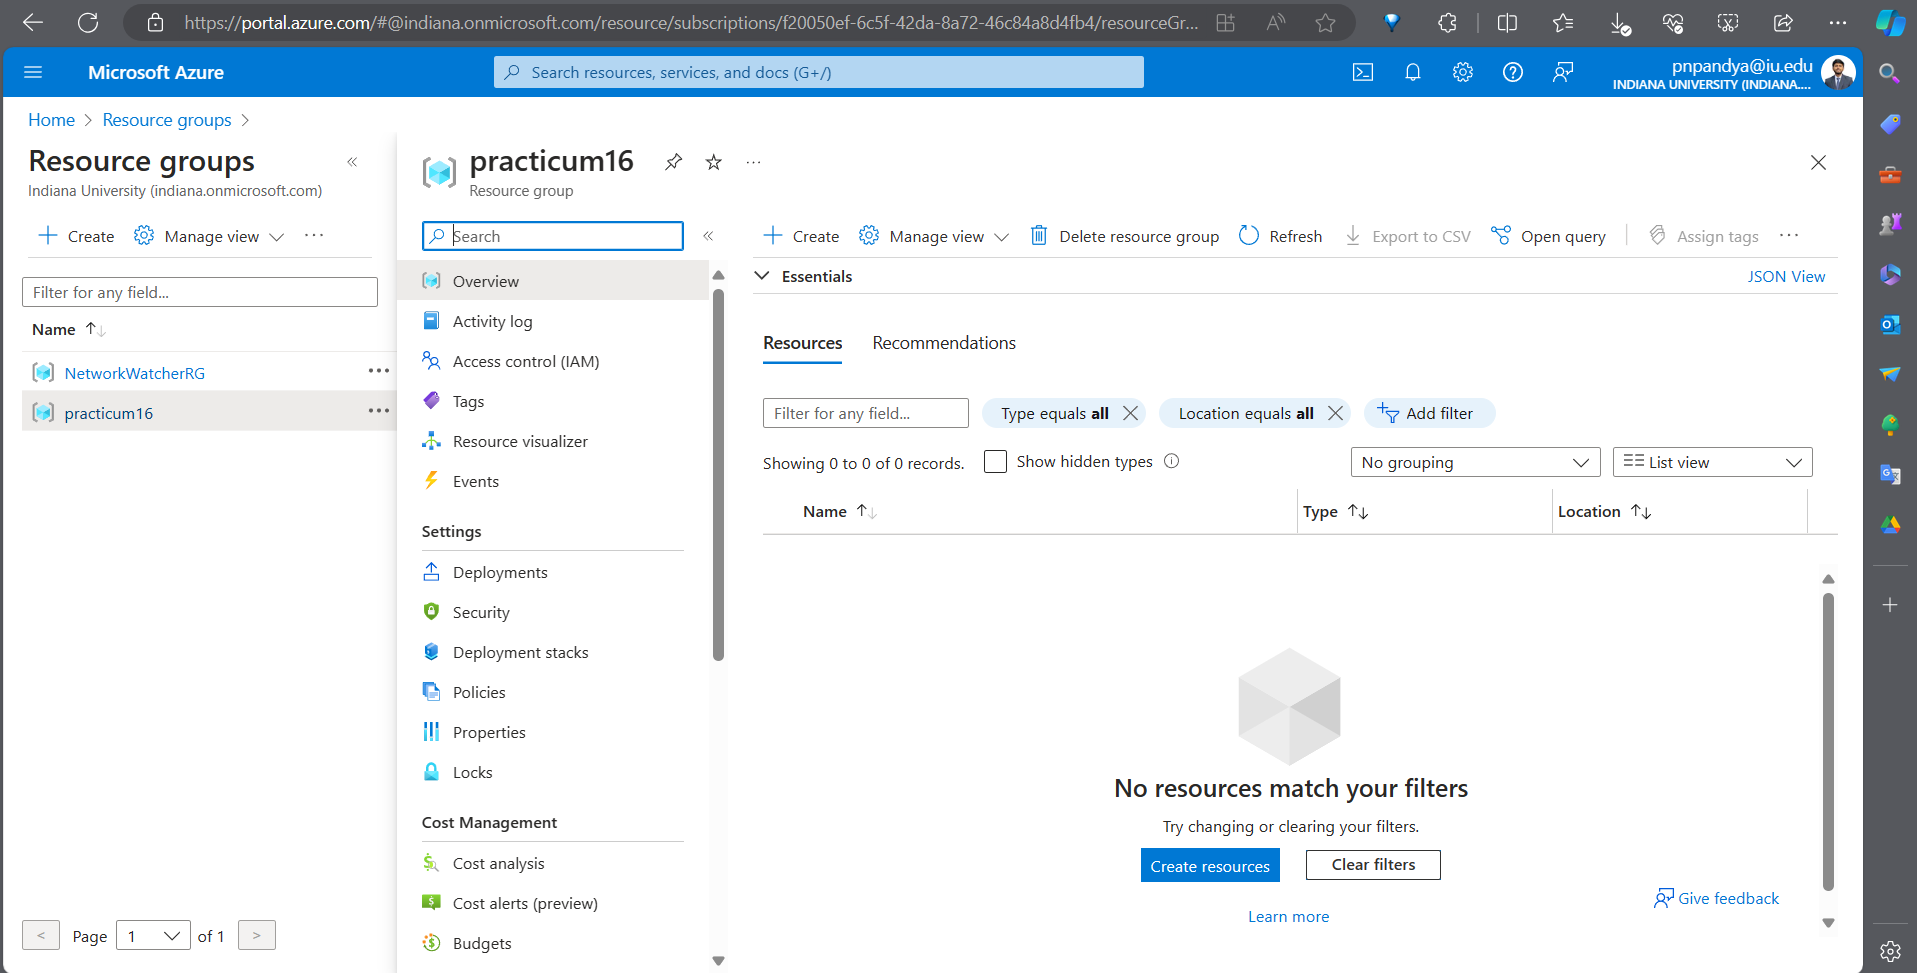 https://portal.azure.com/#@indiana.onmicrosoft.com/resource/subscriptions/f20050ef-6c5f-42da-8a72-46c84a8d4fb4/resourceGr...
Microsoft Azure
Search resources, services, and docs (G+/)
pnpandya@iu.edu
INDIANA UNIVERSITY (INDIANA....
Home > Resource groups >
Resource groups
Indiana University (indiana.onmicrosoft.com)
Create
Manage view
Filter for any field...
Name
NetworkWatcherRG
practicum16
< Page 1 of 1 >
practicum16
Resource group
Search
Overview
Activity log
Access control (IAM)
Tags
Resource visualizer
Events
Settings
Deployments
Security
Deployment stacks
Policies
Properties
Locks
Cost Management
Cost analysis
Cost alerts (preview)
Budgets
Create
Manage view
Delete resource group
Refresh
Export to CSV
Open query
Assign tags
Essentials
JSON View
Resources
Recommendations
Filter for any field...
Type equals all
Location equals all
Add filter
Showing 0 to 0 of 0 records.
Show hidden types
No grouping
List view
Name
Type
Location
No resources match your filters
Try changing or clearing your filters.
Create resources
Clear filters
Learn more
Give feedback